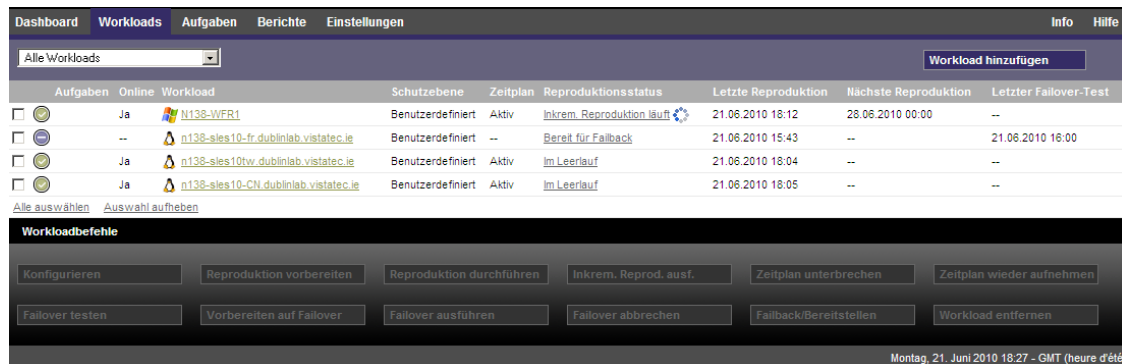 Dashboard Workloads Aufgaben Berichte Einstellungen Info Hilfe
Alle Workloads Workload hinzufügen
Aufgaben Online Workload Schutzebene Zeitplan Reproduktionsstatus Letzte Reproduktion Nächste Reproduktion Letzter Failover-Test
Ja N138-WFR1 Benutzerdefiniert Aktiv Inkrem. Reproduktion läuft 21.06.2010 18:12 28.06.2010 00:00 --
-- n138-sles10-fr.dublinlab.vistatec.ie Benutzerdefiniert -- Bereit für Failback 21.06.2010 15:43 -- 21.06.2010 16:00
Ja n138-sles10tw.dublinlab.vistatec.ie Benutzerdefiniert Aktiv Im Leerlauf 21.06.2010 18:04 -- --
Ja n138-sles10-CN.dublinlab.vistatec.ie Benutzerdefiniert Aktiv Im Leerlauf 21.06.2010 18:05 -- --
Alle auswählen Auswahl aufheben
Workloadbefehle
Konfigurieren Reproduktion vorbereiten Reproduktion durchführen Inkrem. Reprod. ausf. Zeitplan unterbrechen Zeitplan wieder aufnehmen
Failover testen Vorbereiten auf Failover Failover ausführen Failover abbrechen Failback/Bereitstellen Workload entfernen
Montag, 21. Juni 2010 18:27 - GMT (heure d'été